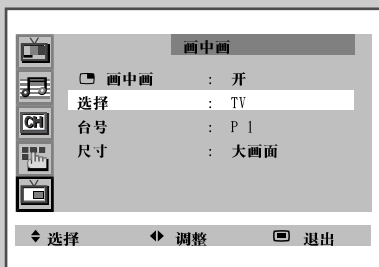 画中画
画中画 : 开
选择 : TV
台号 : P 1
尺寸 : 大画面
CH
选择 调整 退出